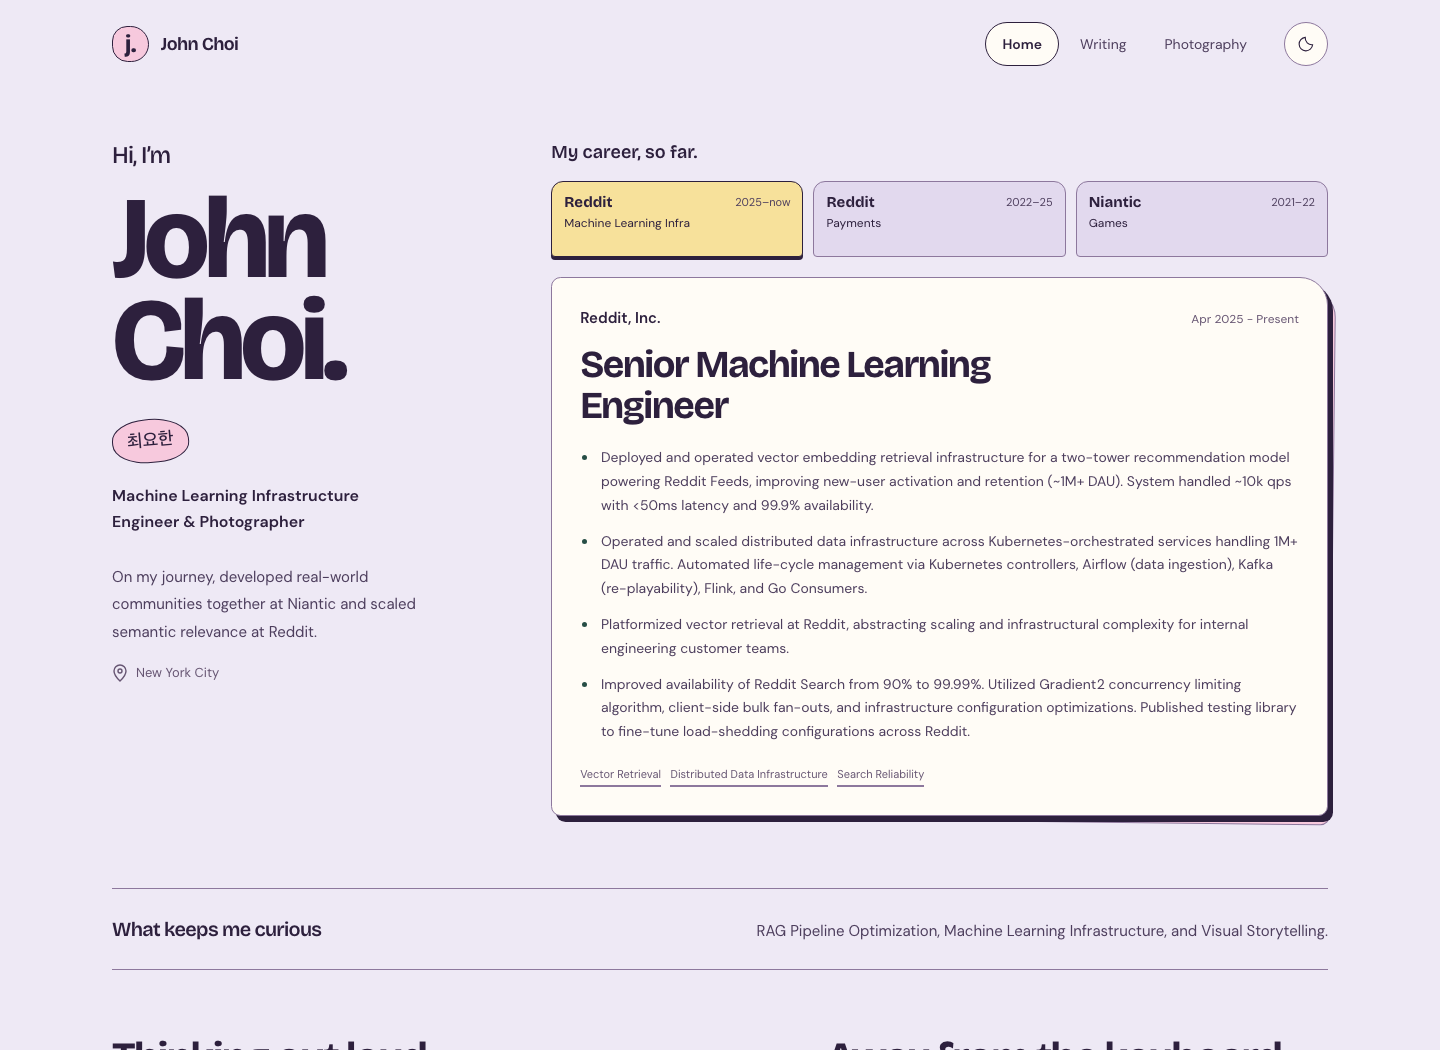 j. John Choi
Home Writing Photography
Hi, I'm
John
Choi.
최요한
Machine Learning Infrastructure
Engineer & Photographer
On my journey, developed real-world
communities together at Niantic and scaled
semantic relevance at Reddit.
New York City
My career, so far.
Reddit 2025–now
Machine Learning Infra
Reddit 2022–25
Payments
Niantic 2021–22
Games
Reddit, Inc. Apr 2025 - Present
Senior Machine Learning
Engineer
• Deployed and operated vector embedding retrieval infrastructure for a two-tower recommendation model
powering Reddit Feeds, improving new-user activation and retention (~1M+ DAU). System handled ~10k qps
with <50ms latency and 99.9% availability.
• Operated and scaled distributed data infrastructure across Kubernetes-orchestrated services handling 1M+
DAU traffic. Automated life-cycle management via Kubernetes controllers, Airflow (data ingestion), Kafka
(re-playability), Flink, and Go Consumers.
• Platformized vector retrieval at Reddit, abstracting scaling and infrastructural complexity for internal
engineering customer teams.
• Improved availability of Reddit Search from 90% to 99.99%. Utilized Gradient2 concurrency limiting
algorithm, client-side bulk fan-outs, and infrastructure configuration optimizations. Published testing library
to fine-tune load-shedding configurations across Reddit.
Vector Retrieval Distributed Data Infrastructure Search Reliability
What keeps me curious
RAG Pipeline Optimization, Machine Learning Infrastructure, and Visual Storytelling.
Thinking out loud
Away from the keyboard